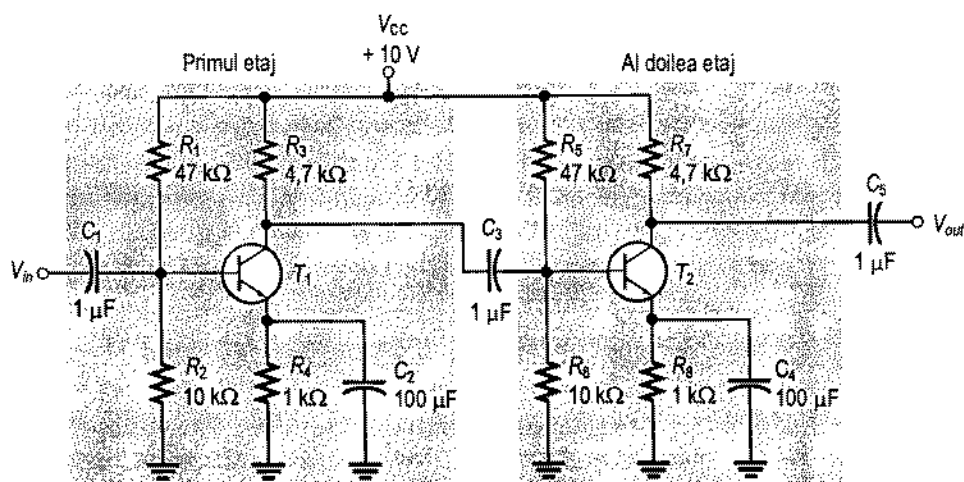 Primul etaj
V_CC
+ 10 V
Al doilea etaj
R1
47 kΩ
R3
4,7 kΩ
R5
47 kΩ
R7
4,7 kΩ
C1
Vin
1 µF
T1
C3
1 µF
T2
C5
1 µF
Vout
R2
10 kΩ
R4
1 kΩ
C2
100 µF
R6
10 kΩ
R8
1 kΩ
C4
100 µF